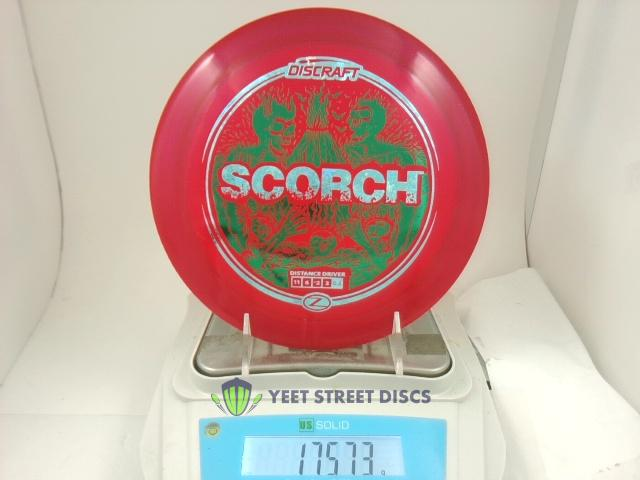 DISCRAFT
SCORCH
DISTANCE DRIVER
11 6 -2 2
Z
YEET STREET DISCS
US SOLID
175.73 g